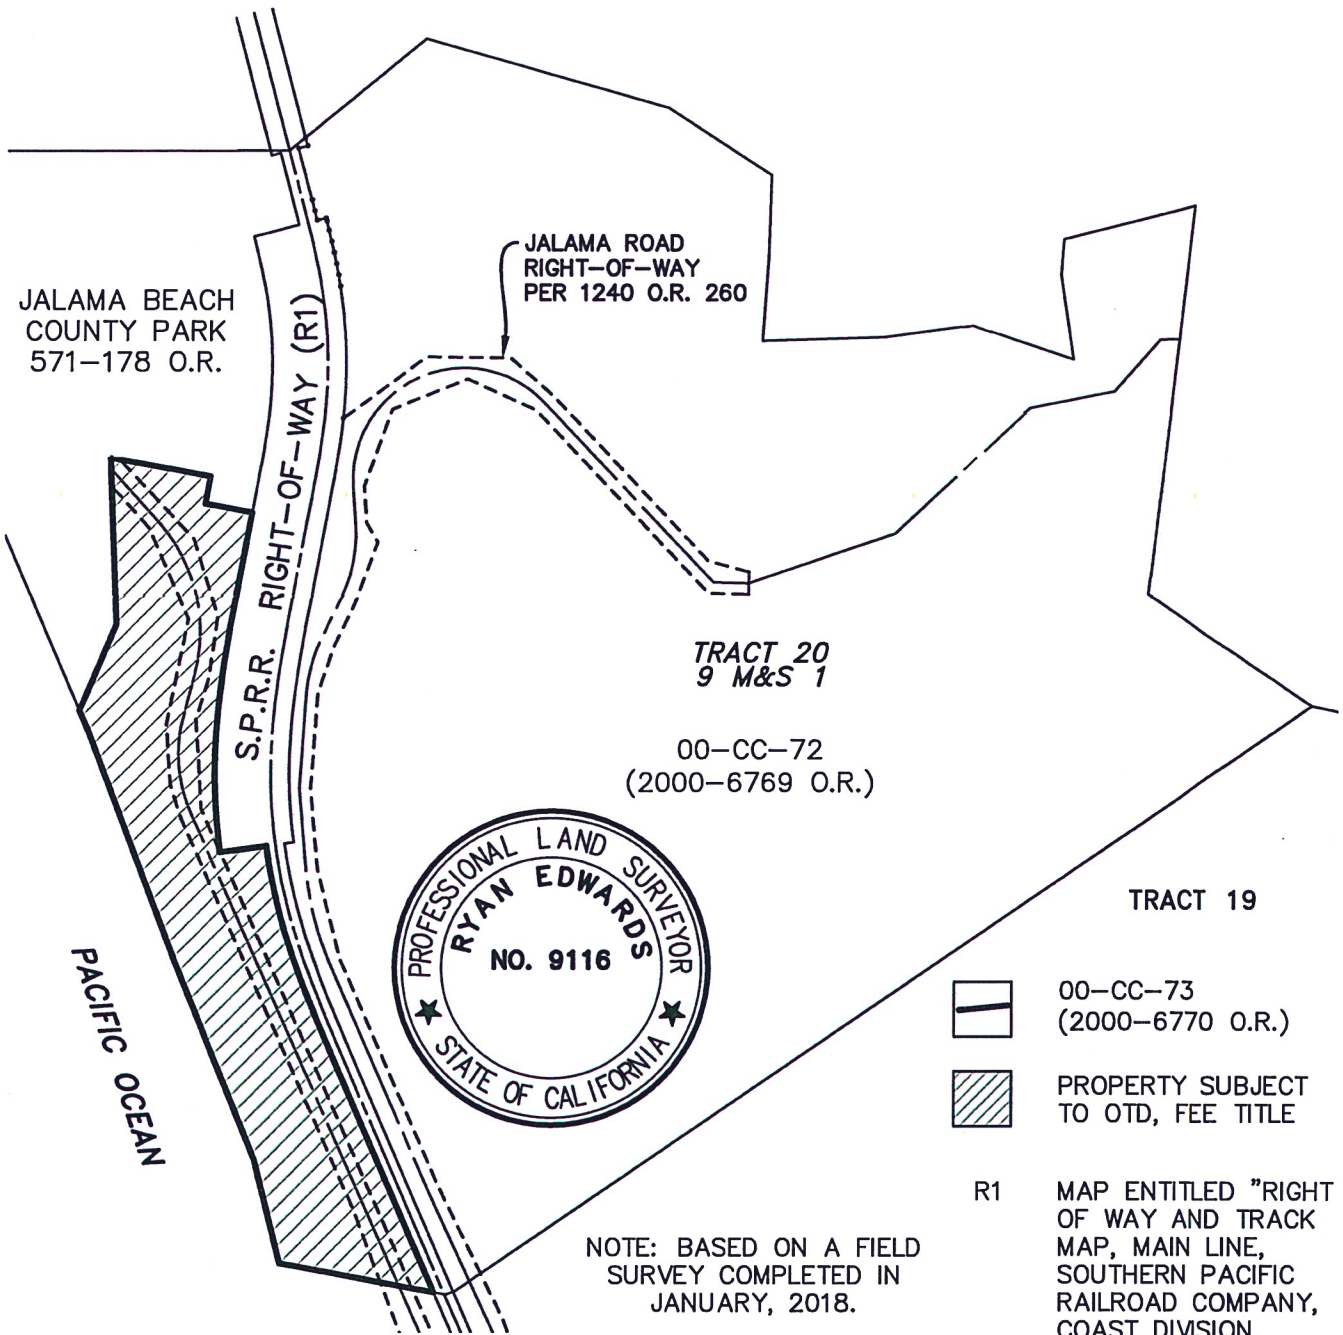 JALAMA ROAD
RIGHT-OF-WAY
PER 1240 O.R. 260
JALAMA BEACH
COUNTY PARK
571-178 O.R.
S.P.R.R. RIGHT-OF-WAY (R1)
TRACT 20
9 M&S 1
00-CC-72
(2000-6769 O.R.)
PROFESSIONAL LAND SURVEYOR
RYAN EDWARDS
NO. 9116
STATE OF CALIFORNIA
TRACT 19
PACIFIC OCEAN
00-CC-73
(2000-6770 O.R.)
PROPERTY SUBJECT
TO OTD, FEE TITLE
R1 MAP ENTITLED "RIGHT
OF WAY AND TRACK
MAP, MAIN LINE,
SOUTHERN PACIFIC
RAILROAD COMPANY,
COAST DIVISION
NOTE: BASED ON A FIELD
SURVEY COMPLETED IN
JANUARY, 2018.